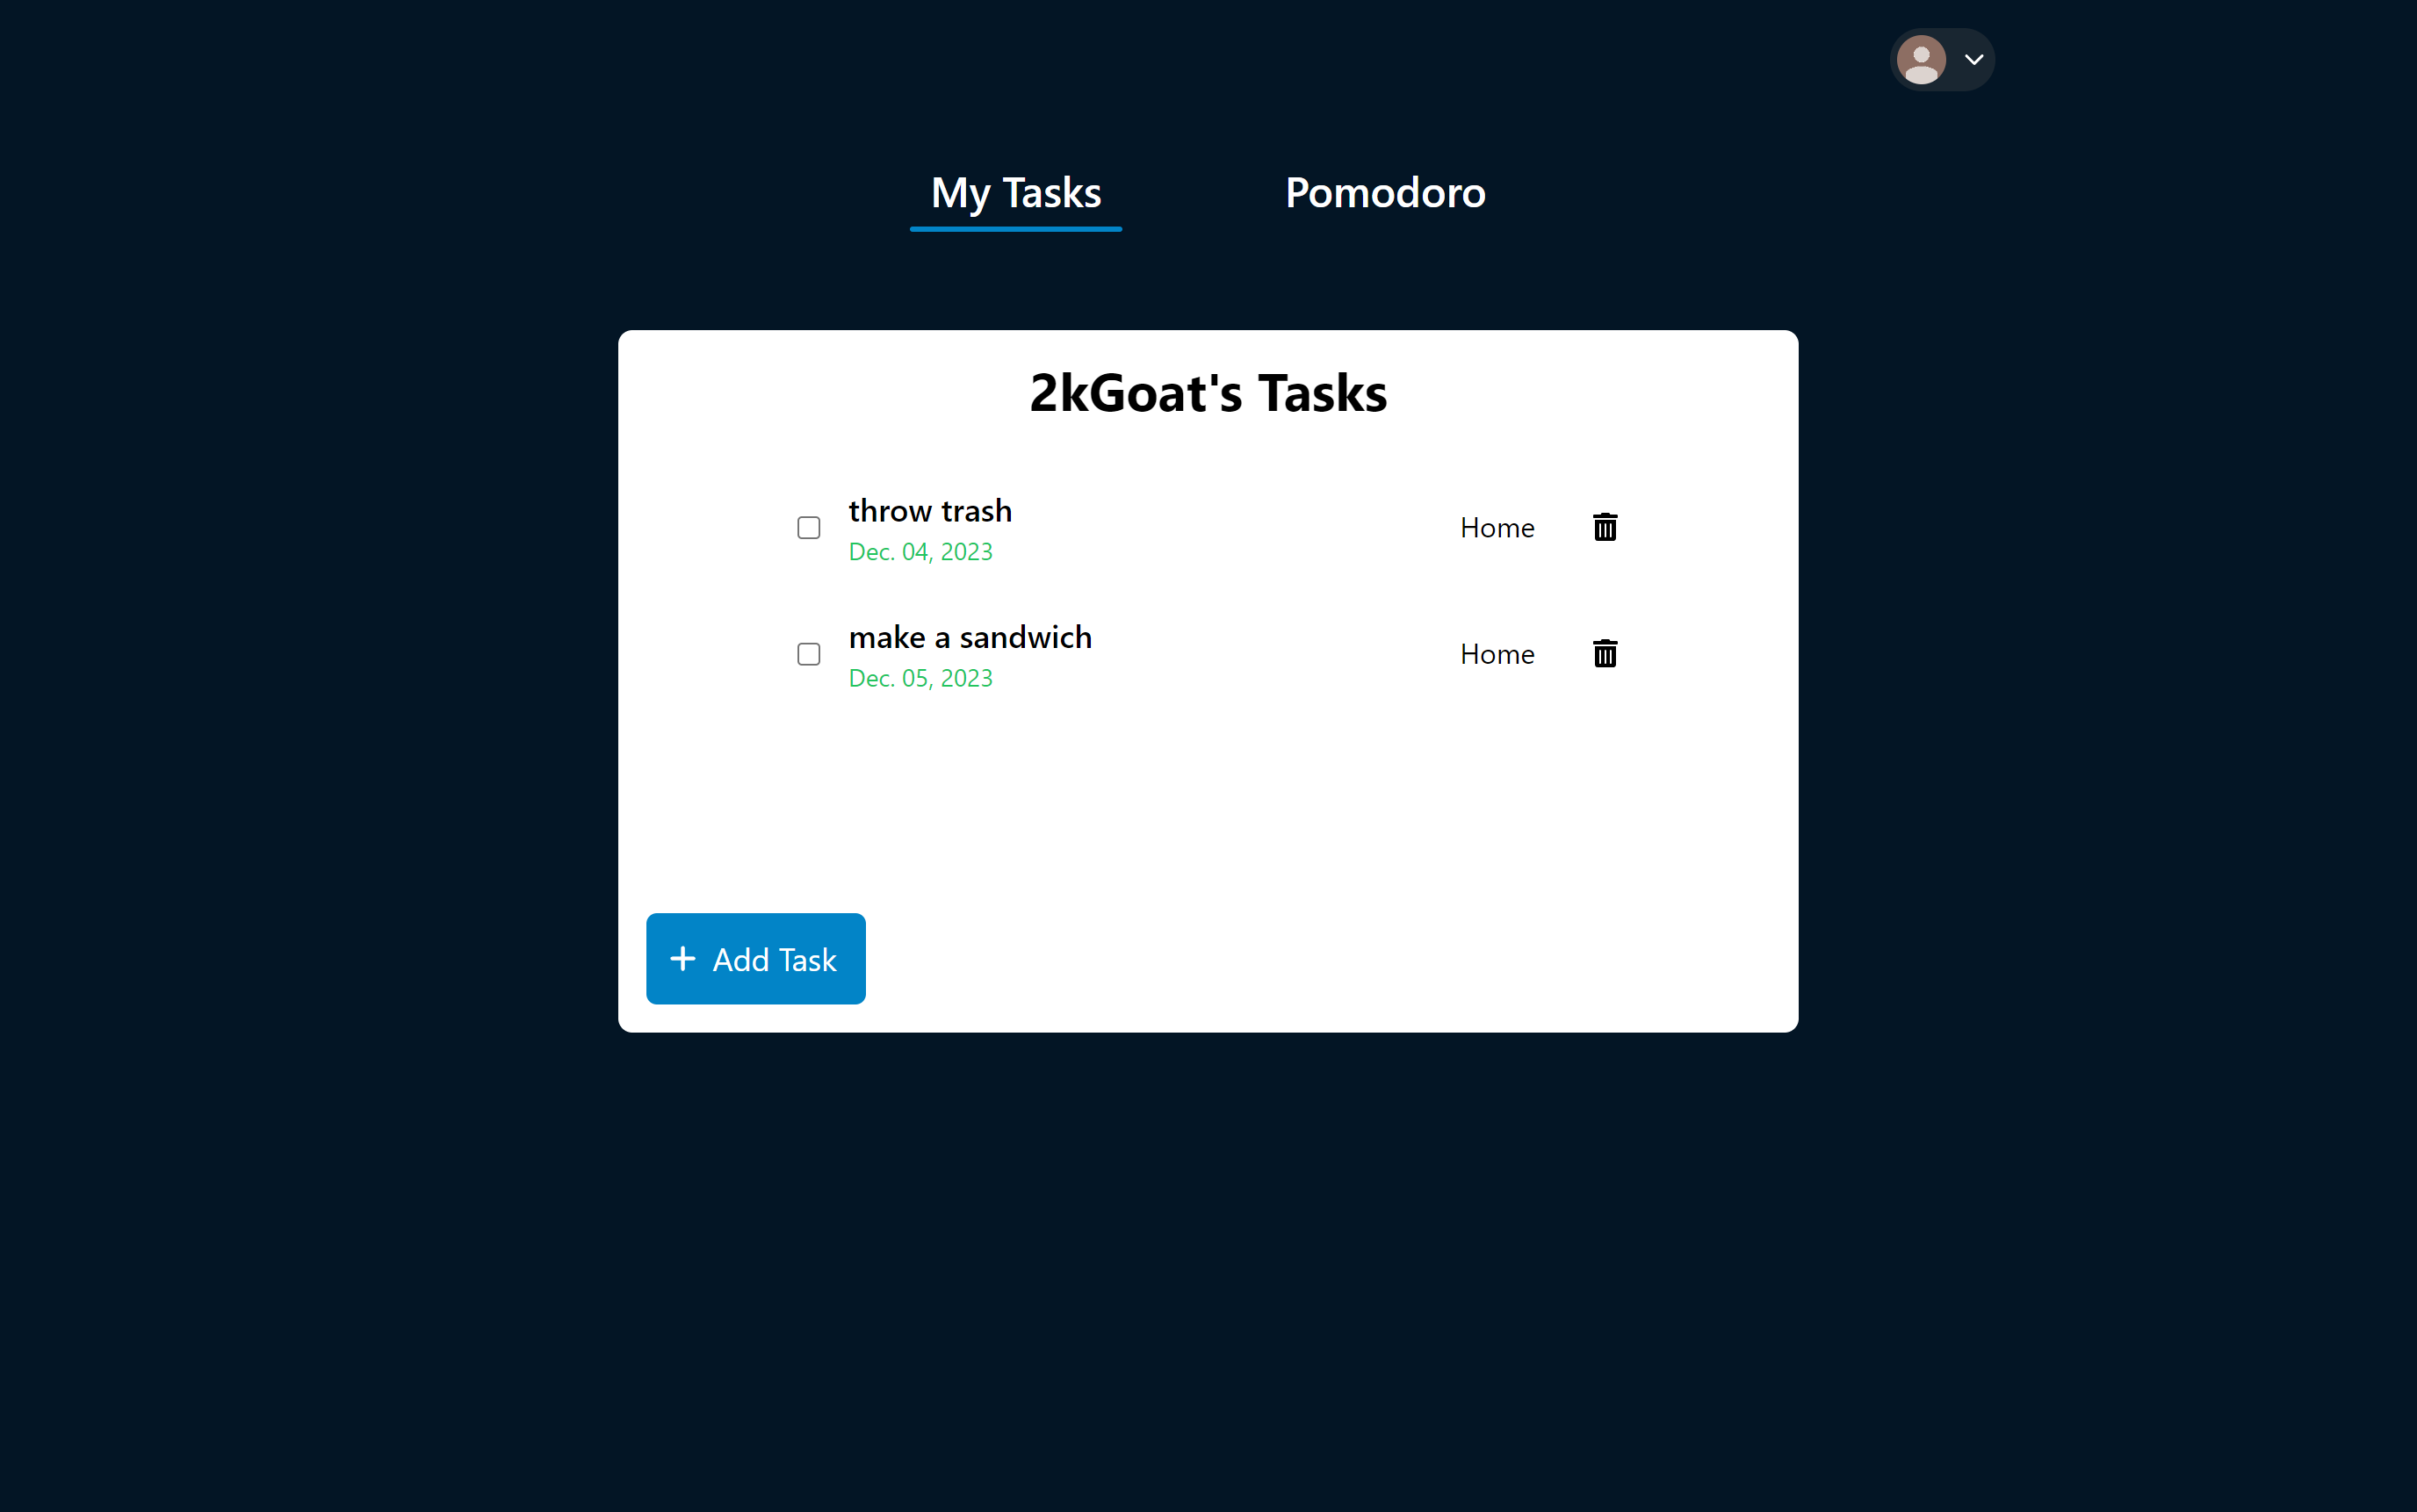 My Tasks Pomodoro
2kGoat's Tasks
throw trash
Dec. 04, 2023
Home
make a sandwich
Dec. 05, 2023
Home
Add Task